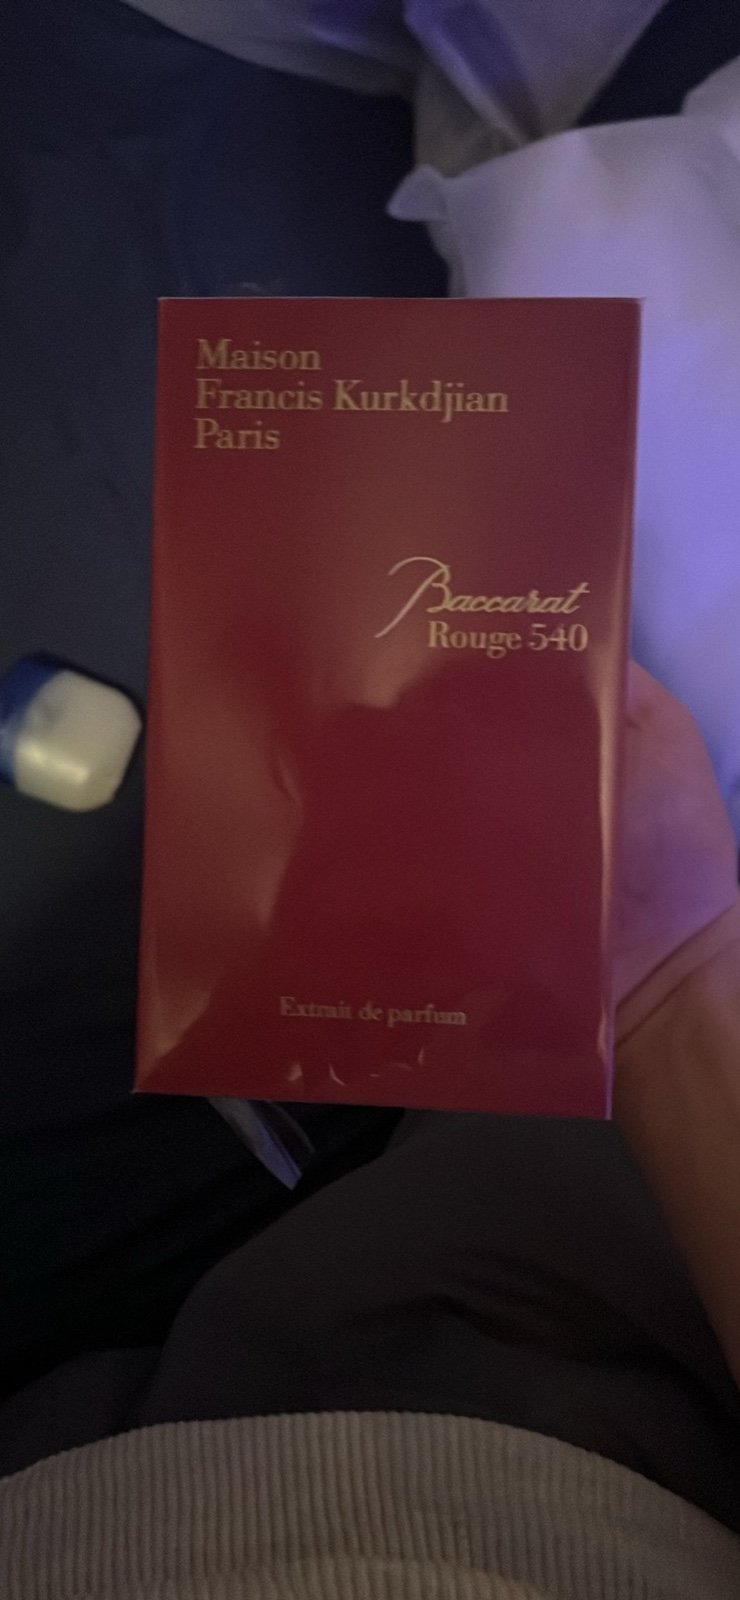 Maison
Francis Kurkdjian
Paris
Baccarat
Rouge 540
Extrait de parfum